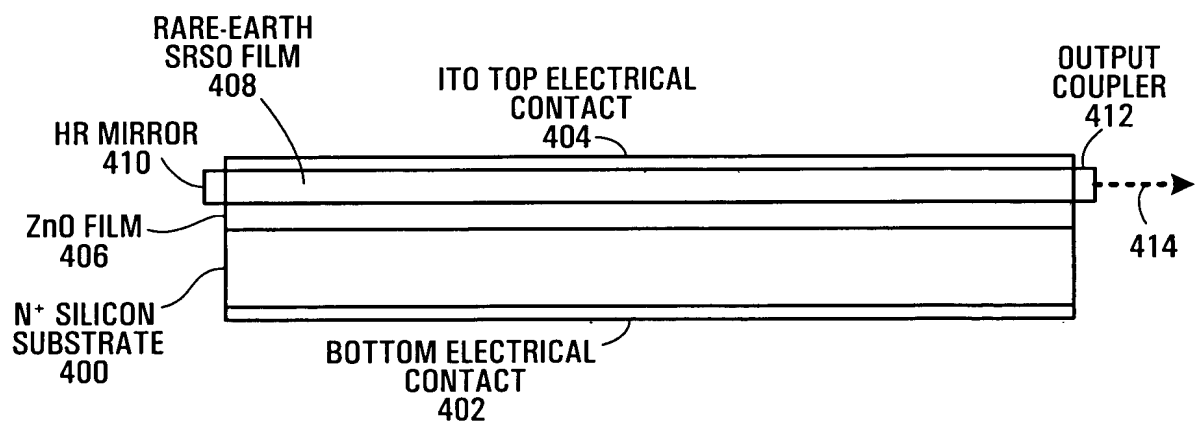 RARE-EARTH
SRSO FILM
408
ITO TOP ELECTRICAL
CONTACT
404
OUTPUT
COUPLER
412
HR MIRROR
410
ZnO FILM
406
414
N+ SILICON
SUBSTRATE
400
BOTTOM ELECTRICAL
CONTACT
402